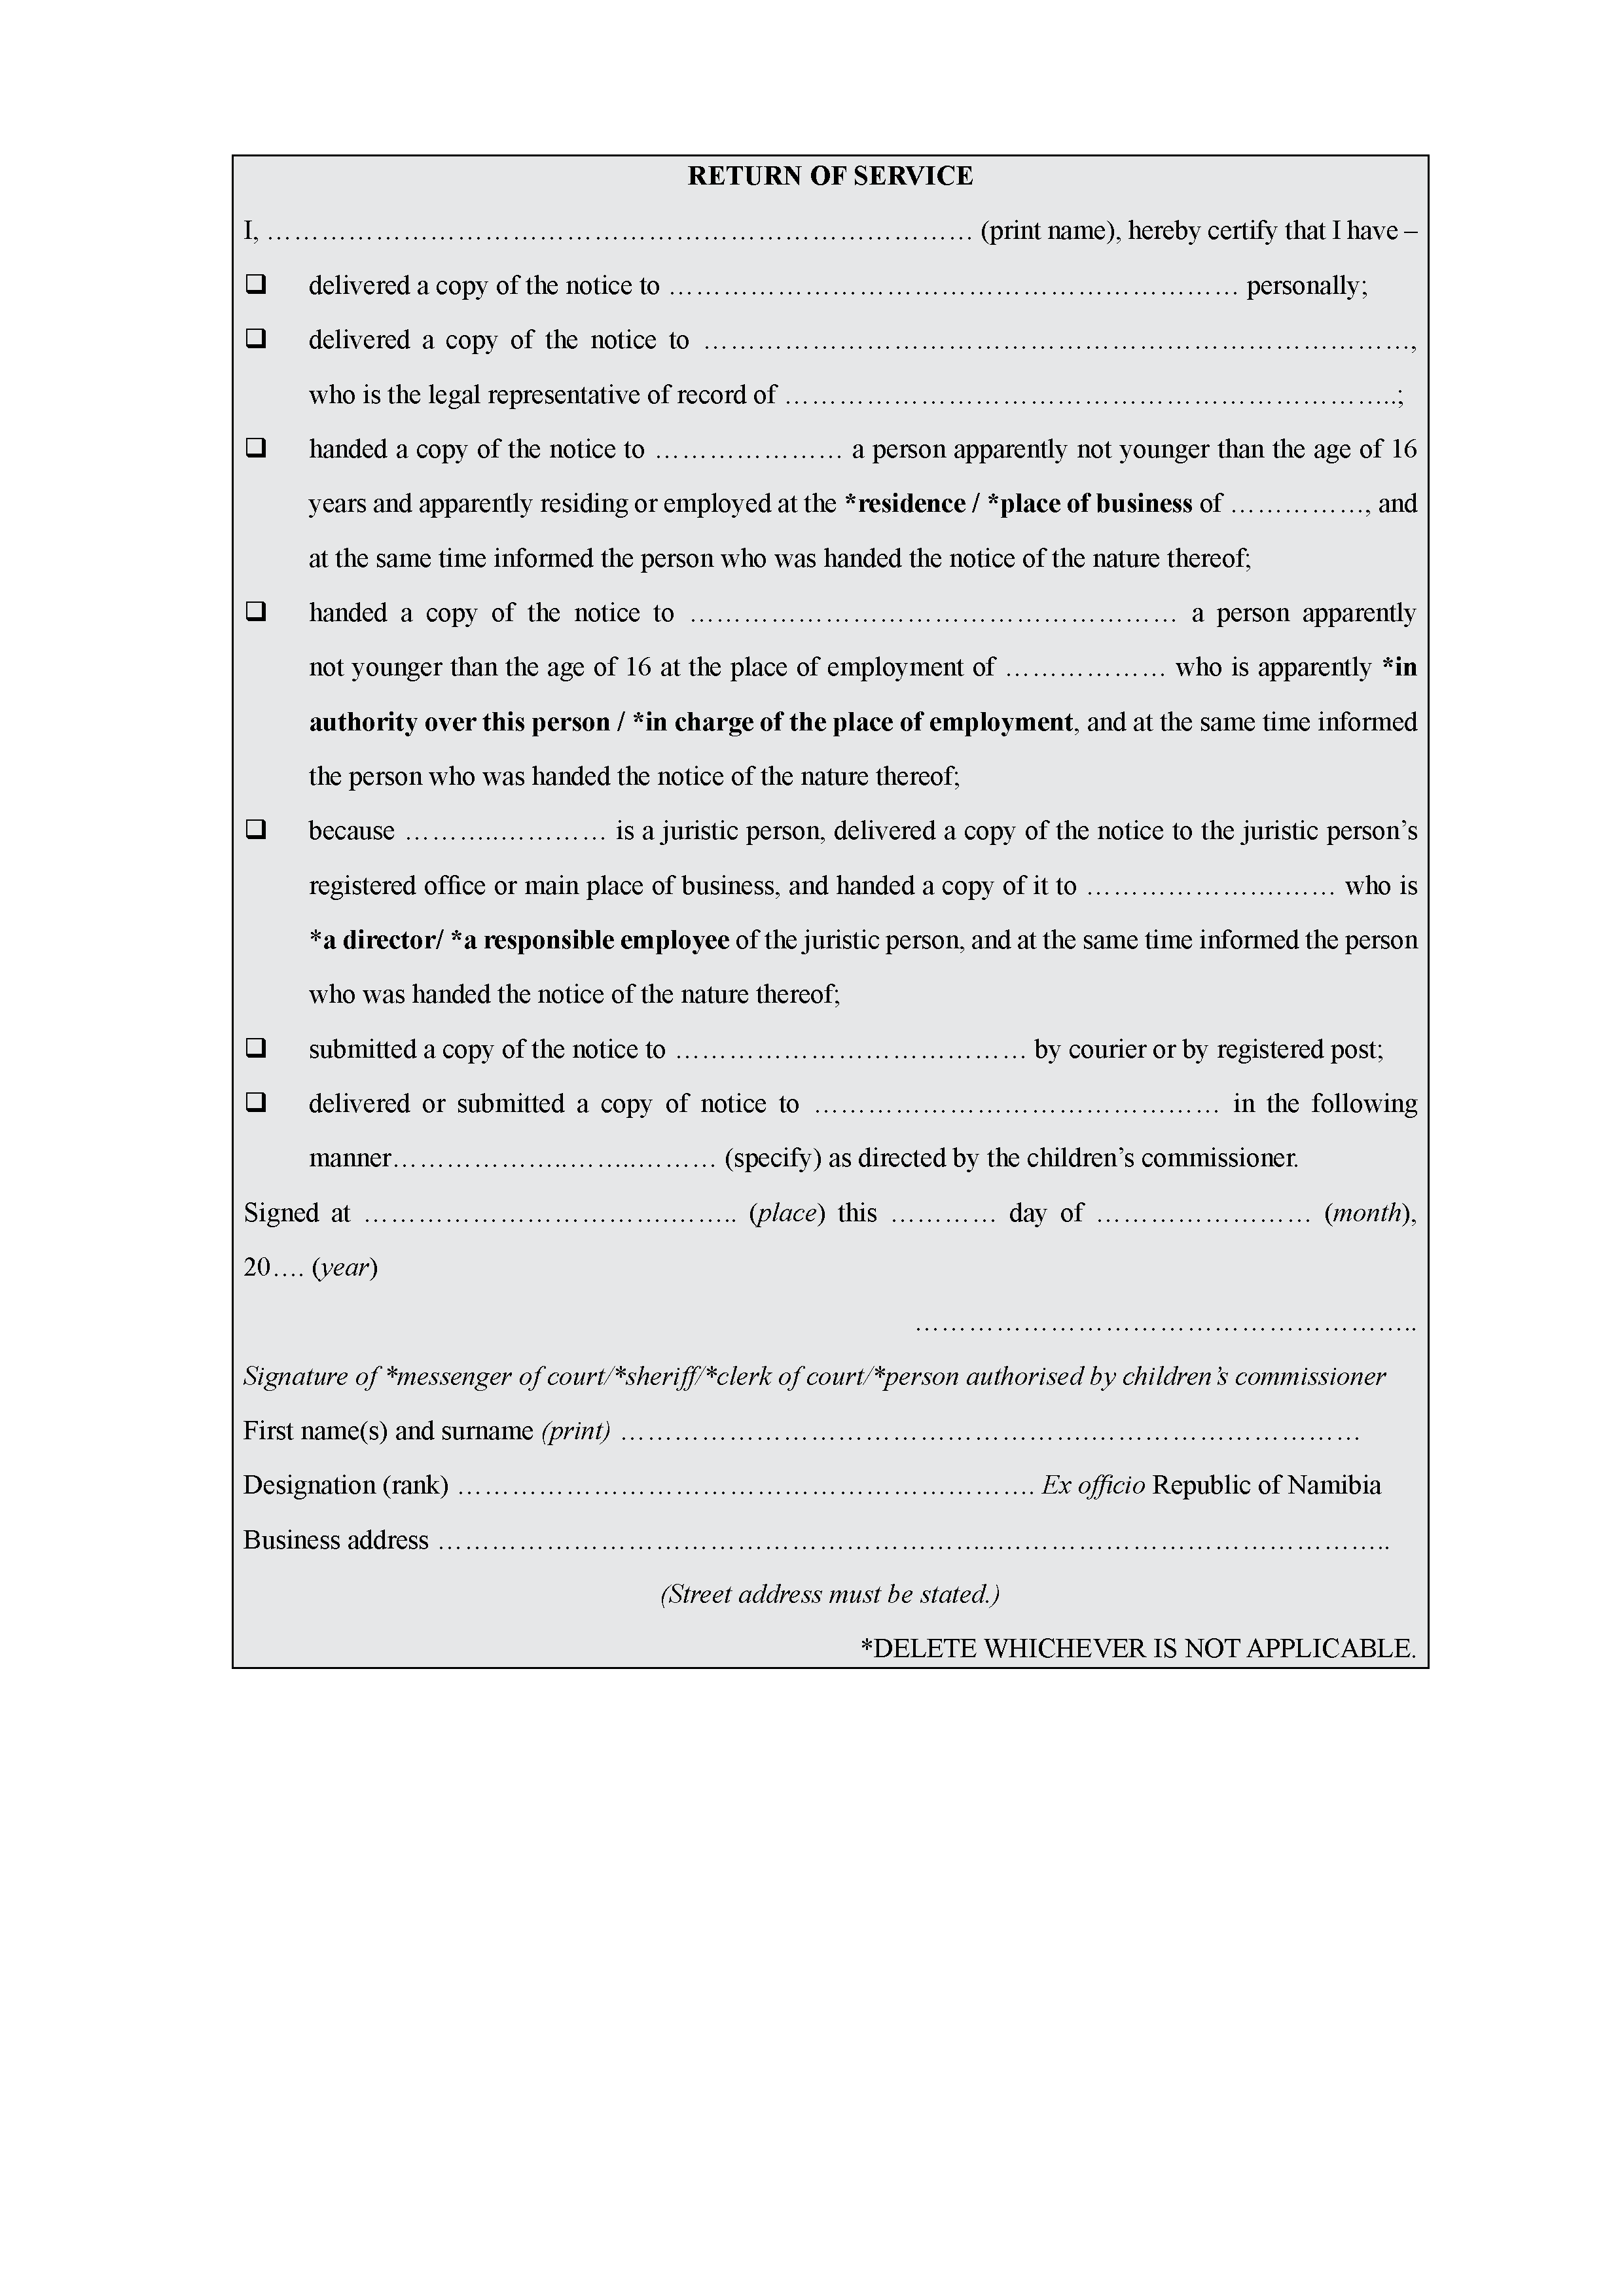 RETURN OF SERVICE
I, …………………………………………………………………… (print name), hereby certify that I have –
❑ delivered a copy of the notice to ……………………………………………………… personally;
❑ delivered a copy of the notice to ……………………………………………………………………,
who is the legal representative of record of …………………………………………………………..;
❑ handed a copy of the notice to ………………… a person apparently not younger than the age of 16
years and apparently residing or employed at the *residence / *place of business of ……………, and
at the same time informed the person who was handed the notice of the nature thereof;
❑ handed a copy of the notice to ……………………………………………… a person apparently
not younger than the age of 16 at the place of employment of ……………… who is apparently *in
authority over this person / *in charge of the place of employment, and at the same time informed
the person who was handed the notice of the nature thereof;
❑ because ………..………… is a juristic person, delivered a copy of the notice to the juristic person’s
registered office or main place of business, and handed a copy of it to ………………….…… who is
*a director/ *a responsible employee of the juristic person, and at the same time informed the person
who was handed the notice of the nature thereof;
❑ submitted a copy of the notice to ………………………………… by courier or by registered post;
❑ delivered or submitted a copy of notice to ……………………………………… in the following
manner………………..……..……… (specify) as directed by the children’s commissioner.
Signed at …………………………….…….. (place) this ………… day of …………………… (month),
20…. (year)
………………………………………………..
Signature of *messenger of court/*sheriff/*clerk of court/*person authorised by children’s commissioner
First name(s) and surname (print) …………………………………………….…………………………
Designation (rank) ………………………………………………………. Ex officio Republic of Namibia
Business address ……………………………………………………..……………………………………..
(Street address must be stated.)
*DELETE WHICHEVER IS NOT APPLICABLE.